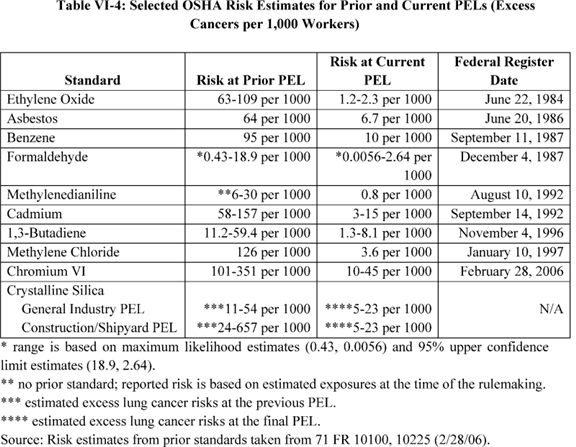 Table VI-4: Selected OSHA Risk Estimates for Prior and Current PELs (Excess
Cancers per 1,000 Workers)
Standard Risk at Prior PEL Risk at Current PEL Federal Register Date
Ethylene Oxide 63-109 per 1000 1.2-2.3 per 1000 June 22, 1984
Asbestos 64 per 1000 6.7 per 1000 June 20, 1986
Benzene 95 per 1000 10 per 1000 September 11, 1987
Formaldehyde *0.43-18.9 per 1000 *0.0056-2.64 per 1000 December 4, 1987
Methylenedianiline **6-30 per 1000 0.8 per 1000 August 10, 1992
Cadmium 58-157 per 1000 3-15 per 1000 September 14, 1992
1,3-Butadiene 11.2-59.4 per 1000 1.3-8.1 per 1000 November 4, 1996
Methylene Chloride 126 per 1000 3.6 per 1000 January 10, 1997
Chromium VI 101-351 per 1000 10-45 per 1000 February 28, 2006
Crystalline Silica
General Industry PEL ***11-54 per 1000 ****5-23 per 1000 N/A
Construction/Shipyard PEL ***24-657 per 1000 ****5-23 per 1000
* range is based on maximum likelihood estimates (0.43, 0.0056) and 95% upper confidence
limit estimates (18.9, 2.64).
** no prior standard; reported risk is based on estimated exposures at the time of the rulemaking.
*** estimated excess lung cancer risks at the previous PEL.
**** estimated excess lung cancer risks at the final PEL.
Source: Risk estimates from prior standards taken from 71 FR 10100, 10225 (2/28/06).